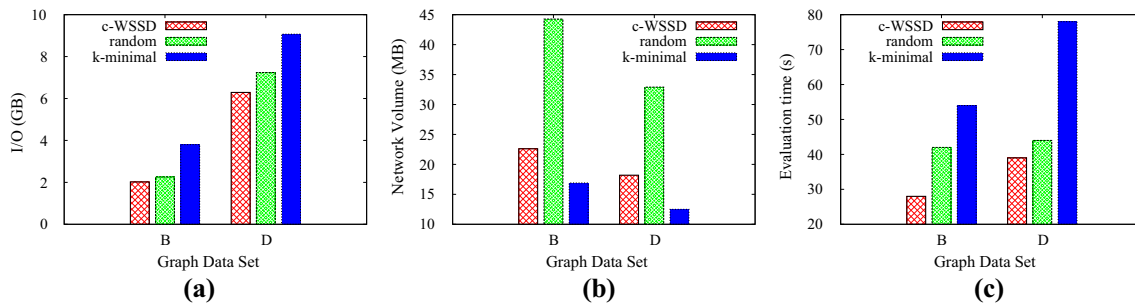 10
8
6
4
2
0
I/O (GB)
c-WSSD
random
k-minimal
B D
Graph Data Set
(a)
45
40
35
30
25
20
15
10
Network Volume (MB)
c-WSSD
random
k-minimal
B D
Graph Data Set
(b)
80
70
60
50
40
30
20
Evaluation time (s)
c-WSSD
random
k-minimal
B D
Graph Data Set
(c)